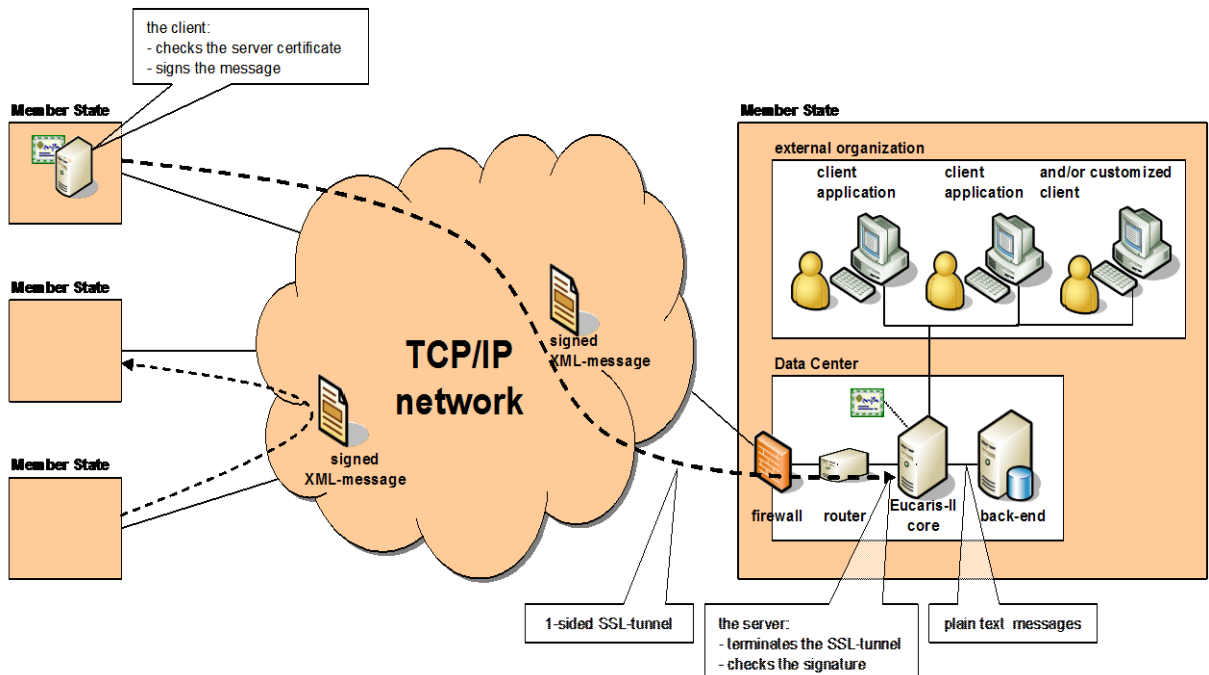 the client:
- checks the server certificate
- signs the message
Member State
Member State
external organization
client
application
client
application
and/or customized
client
Member State
TCP/IP
network
signed
XML-message
signed
XML-message
Data Center
Member State
firewall
router
Eucaris-II
core
back-end
1-sided SSL-tunnel
the server:
- terminates the SSL-tunnel
- checks the signature
plain text messages